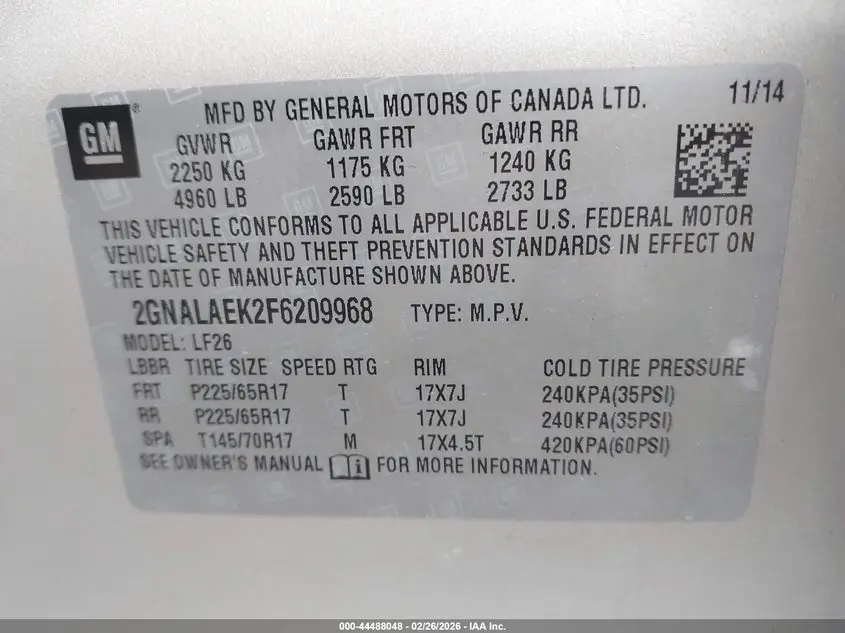 GM
MFD BY GENERAL MOTORS OF CANADA LTD. 11/14
GVWR GAWR FRT GAWR RR
2250 KG 1175 KG 1240 KG
4960 LB 2590 LB 2733 LB
THIS VEHICLE CONFORMS TO ALL APPLICABLE U.S. FEDERAL MOTOR
VEHICLE SAFETY AND THEFT PREVENTION STANDARDS IN EFFECT ON
THE DATE OF MANUFACTURE SHOWN ABOVE.
2GNALAEK2F6209968 TYPE: M.P.V.
MODEL: LF26
LBBR TIRE SIZE SPEED RTG RIM COLD TIRE PRESSURE
FRT P225/65R17 T 17X7J 240KPA(35PSI)
RR P225/65R17 T 17X7J 240KPA(35PSI)
SPA T145/70R17 M 17X4.5T 420KPA(60PSI)
SEE OWNER'S MANUAL i FOR MORE INFORMATION.
000-44488048 - 02/26/2026 - IAA Inc.